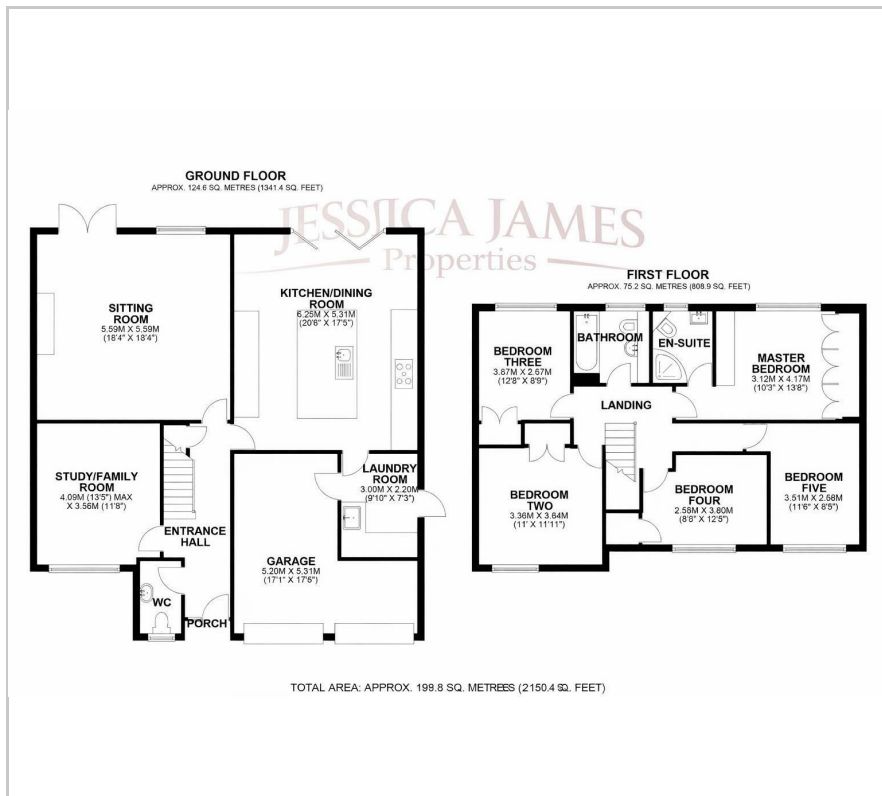 GROUND FLOOR
APPROX. 124.6 SQ. METRES (1341.4 SQ. FEET)
JESSICA JAMES
Properties
SITTING
ROOM
5.59M X 5.59M
(18'4" X 18'4")
KITCHEN/DINING
ROOM
6.25M X 5.31M
(20'6" X 17'5")
STUDY/FAMILY
ROOM
4.09M (13'5") MAX
X 3.56M (11'8")
LAUNDRY
ROOM
3.00M X 2.20M
(9'10" X 7'3")
ENTRANCE
HALL
GARAGE
5.20M X 5.31M
(17'1" X 17'5")
WC
PORCH
FIRST FLOOR
APPROX. 75.2 SQ. METRES (808.9 SQ. FEET)
BATHROOM
EN-SUITE
BEDROOM
THREE
3.87M X 2.67M
(12'8" X 8'9")
MASTER
BEDROOM
3.12M X 4.17M
(10'3" X 13'8")
LANDING
BEDROOM
TWO
3.36M X 3.64M
(11' X 11'11")
BEDROOM
FOUR
2.58M X 3.80M
(8'6" X 12'5")
BEDROOM
FIVE
3.51M X 2.58M
(11'6" X 8'5")
TOTAL AREA: APPROX. 199.8 SQ. METRES (2150.4 SQ. FEET)